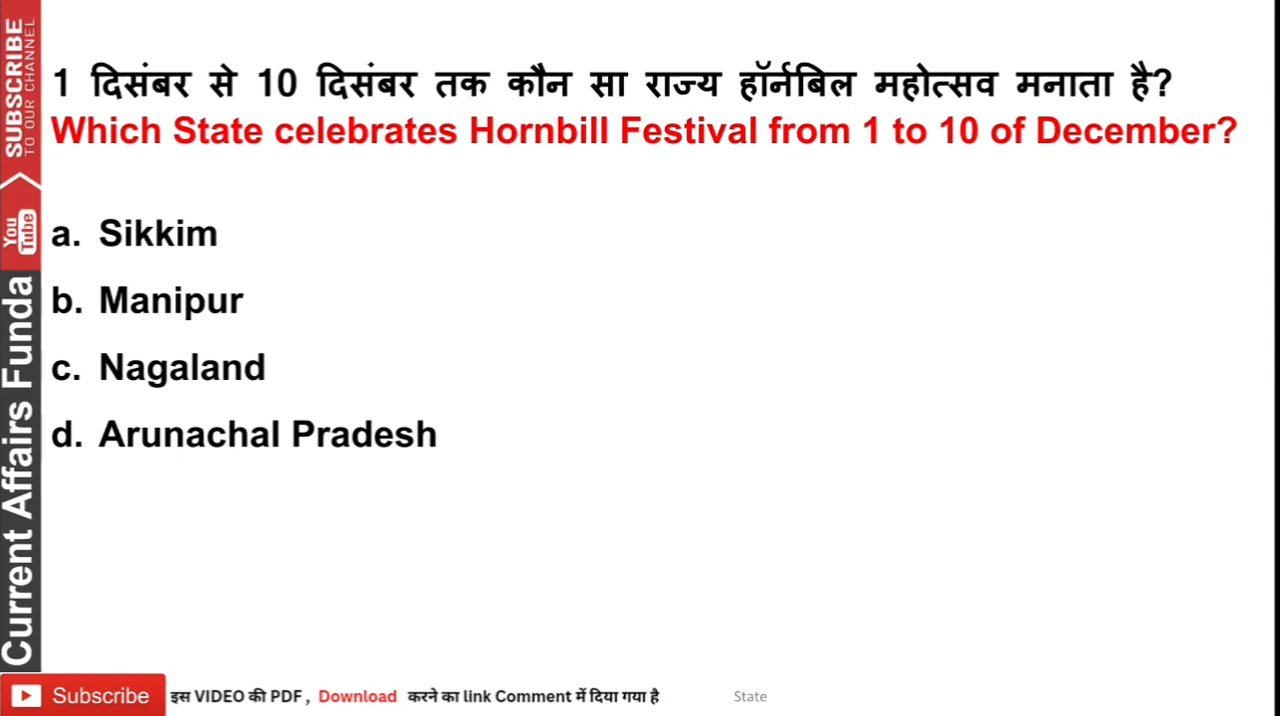 1 दिसंबर से 10 दिसंबर तक कौन सा राज्य हॉर्नबिल महोत्सव मनाता है?
Which State celebrates Hornbill Festival from 1 to 10 of December?
a. Sikkim
b. Manipur
c. Nagaland
d. Arunachal Pradesh
SUBSCRIBE
TO OUR CHANNEL
You Tube
Current Affairs Funda
Subscribe इस VIDEO की PDF , Download करने का link Comment में दिया गया है State